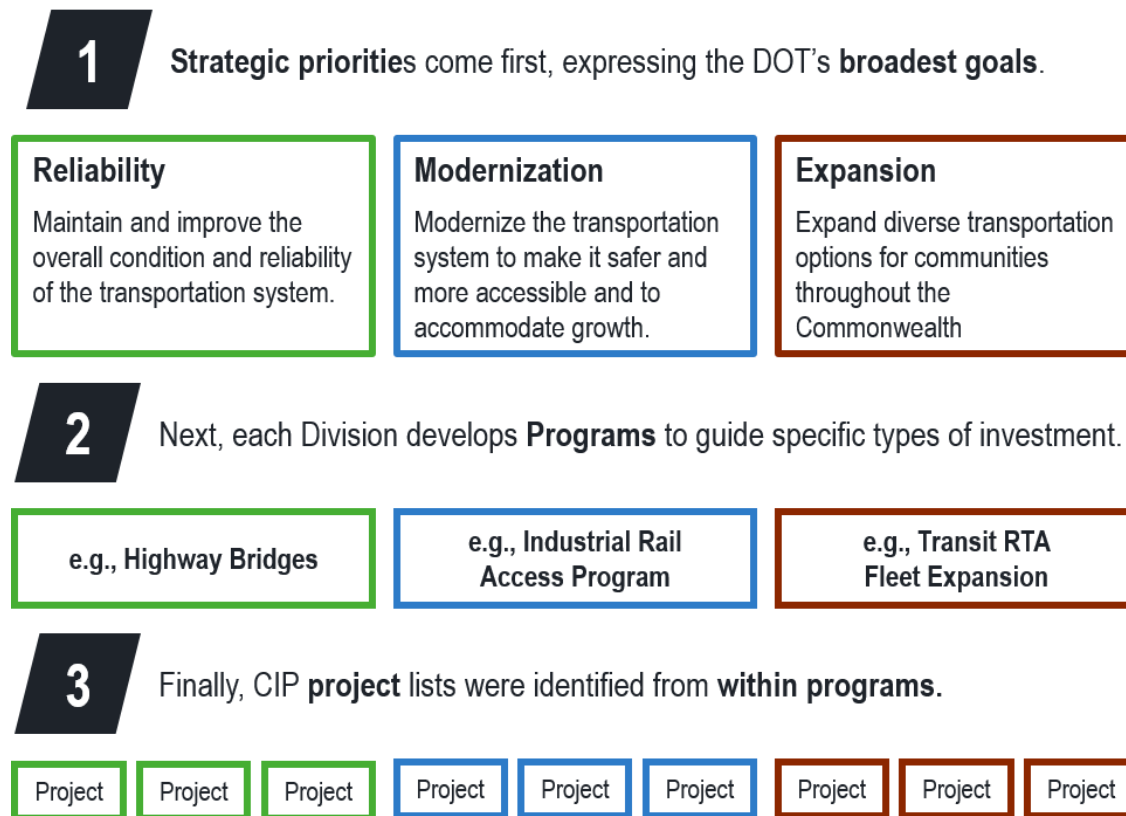 1
Strategic priorities come first, expressing the DOT's broadest goals.
Reliability
Maintain and improve the
overall condition and reliability
of the transportation system.
Modernization
Modernize the transportation
system to make it safer and
more accessible and to
accommodate growth.
Expansion
Expand diverse transportation
options for communities
throughout the
Commonwealth
2
Next, each Division develops Programs to guide specific types of investment.
e.g., Highway Bridges
e.g., Industrial Rail
Access Program
e.g., Transit RTA
Fleet Expansion
3
Finally, CIP project lists were identified from within programs.
Project
Project
Project
Project
Project
Project
Project
Project
Project